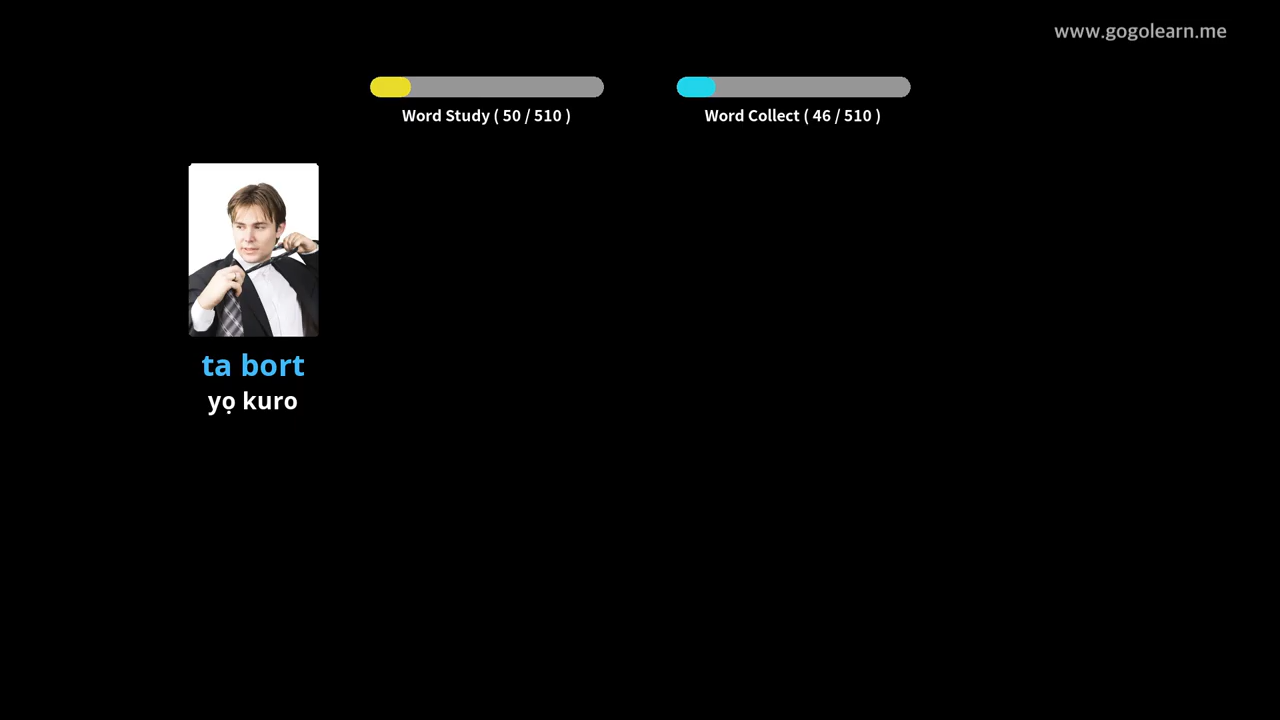 www.gogolearn.me
Word Study ( 50 / 510 )
Word Collect ( 46 / 510 )
ta bort
yọ kuro